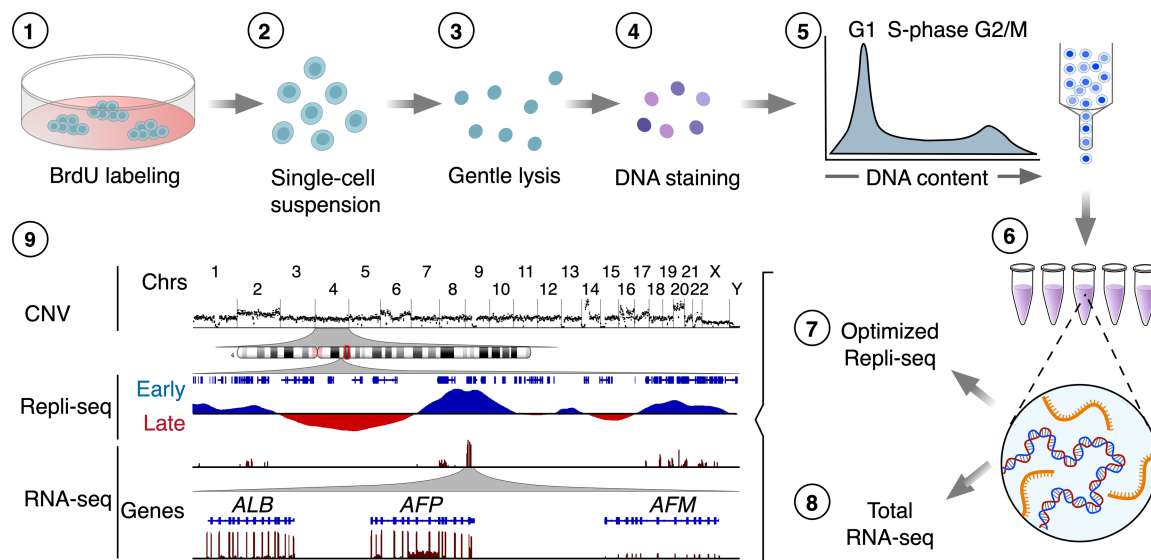 1
BrdU labeling
2
Single-cell
suspension
3
Gentle lysis
4
DNA staining
5
G1 S-phase G2/M
DNA content
6
7
Optimized
Repli-seq
8
Total
RNA-seq
9
Chrs
1 3 4 5 7 9 11 13 15 17 19 21 X
2 6 8 10 12 14 16 18 20 22 Y
CNV
4
Repli-seq
Early
Late
RNA-seq
Genes
ALB AFP AFM